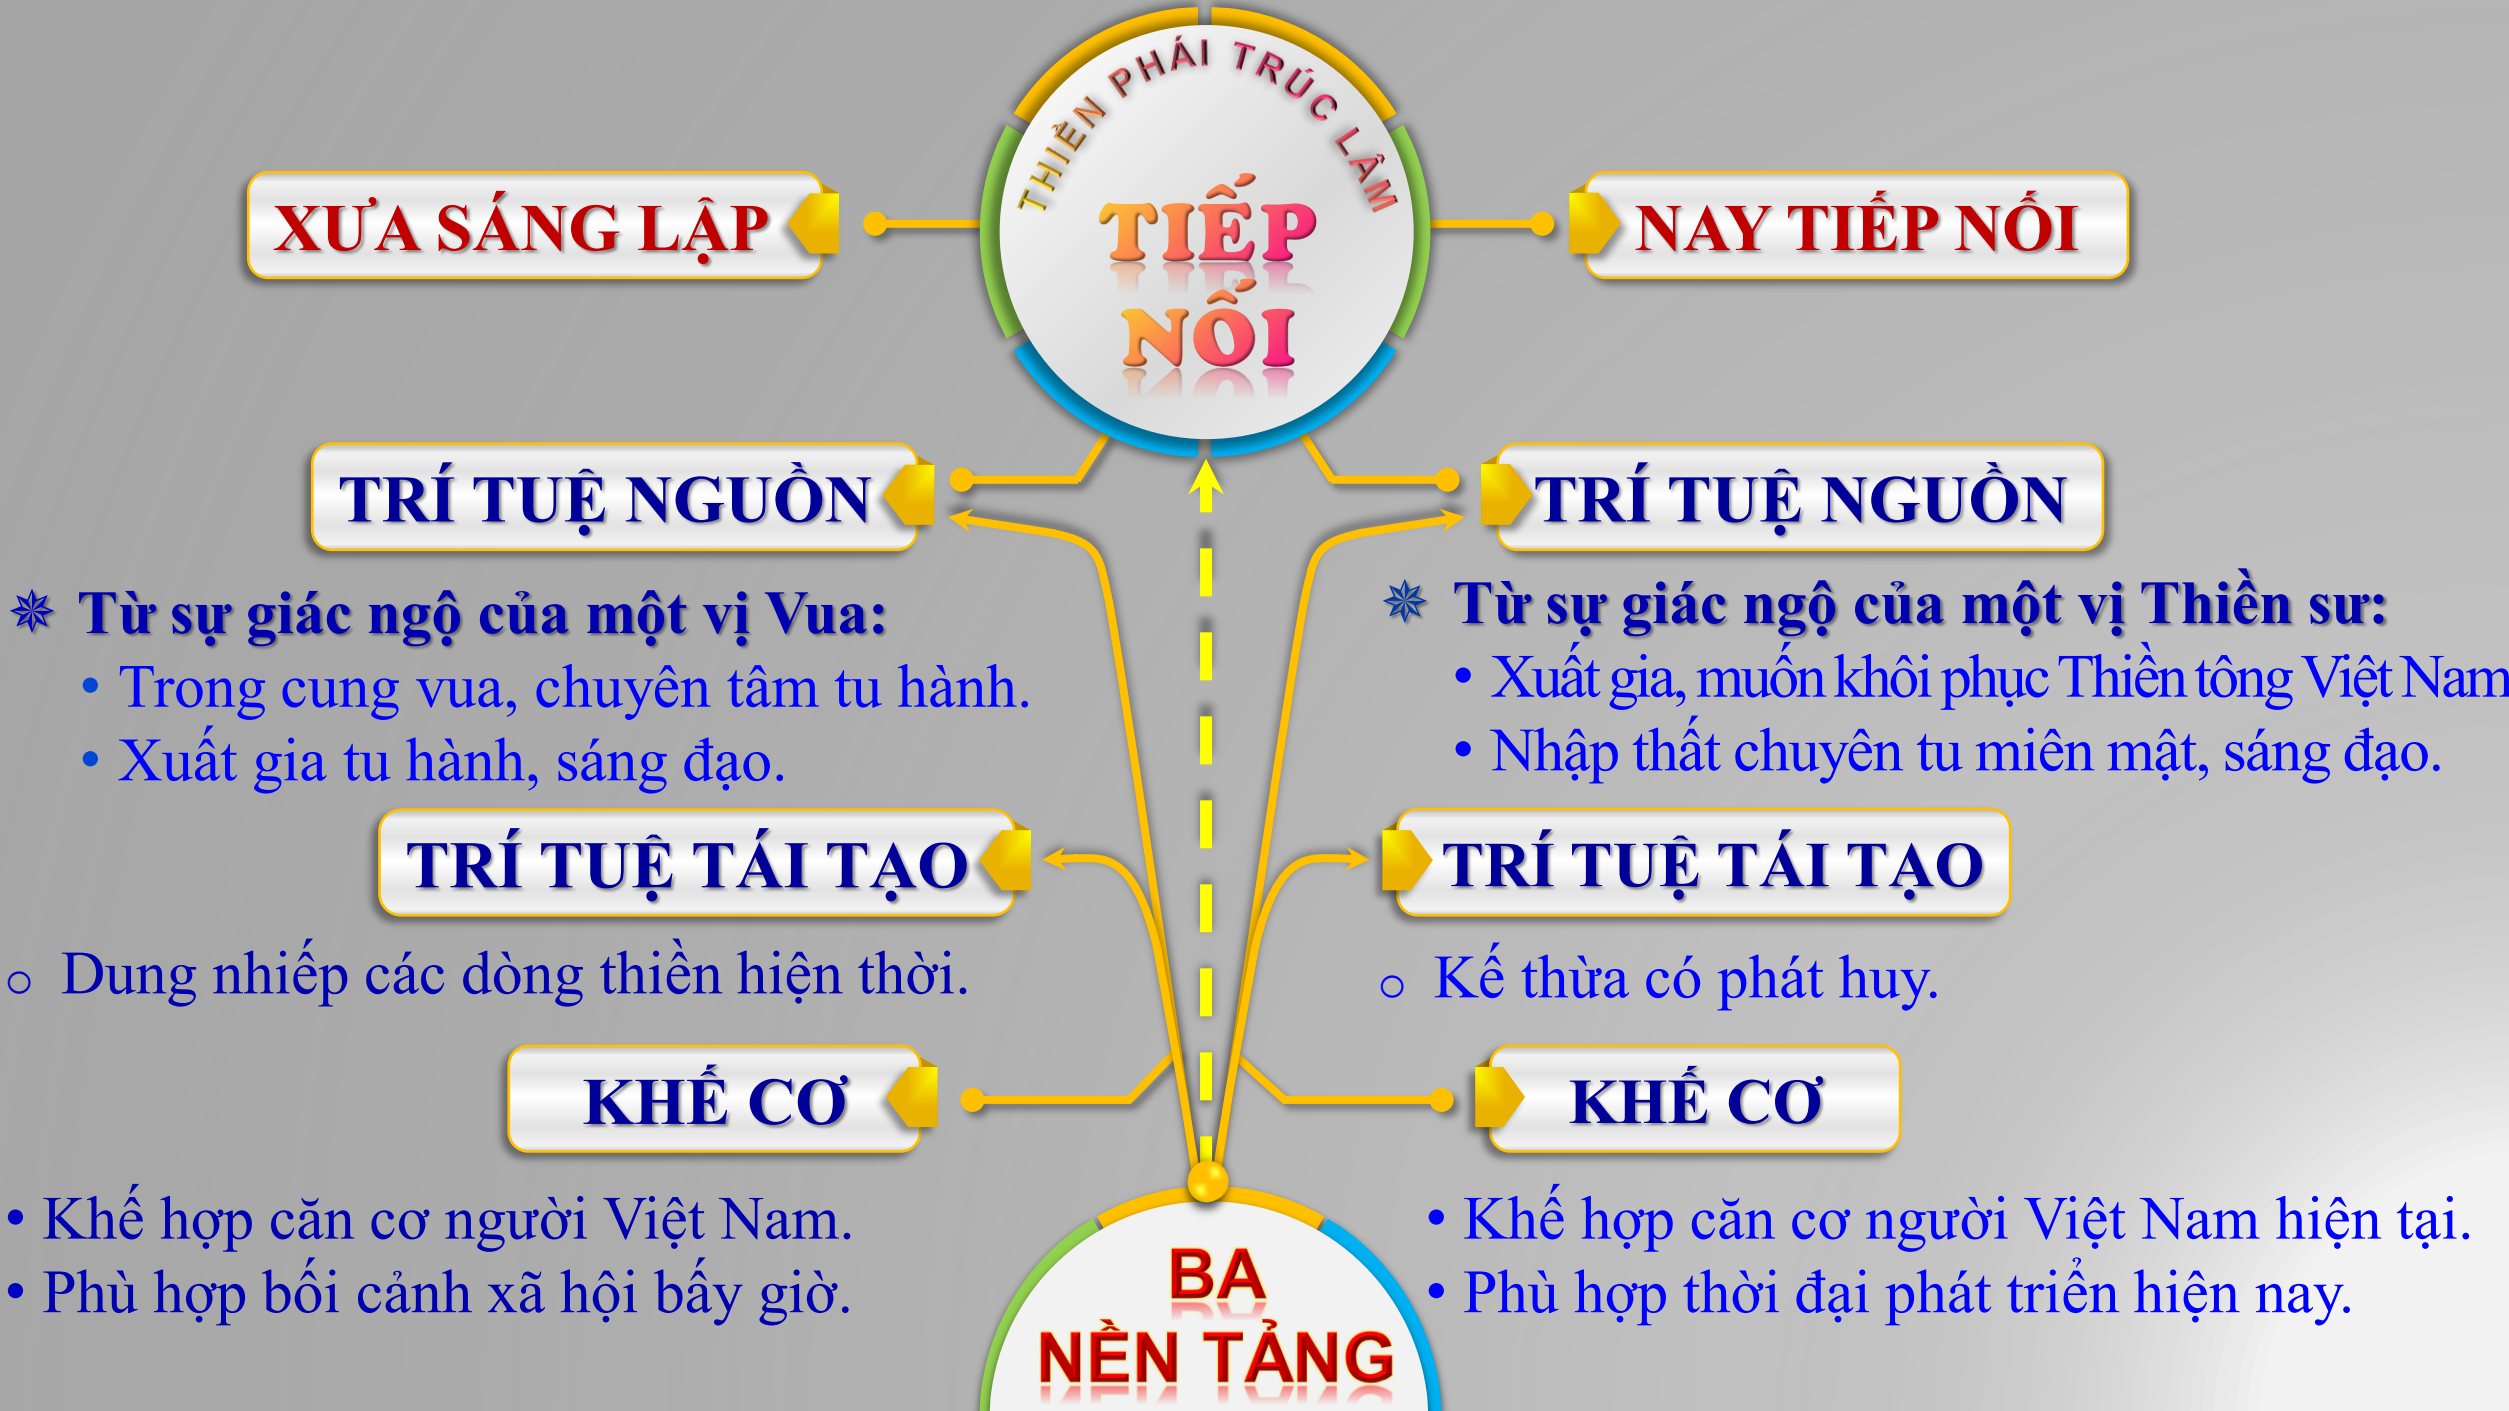 THIỀN PHÁI TRÚC LÂM
TIẾP
NỐI
XƯA SÁNG LẬP
NAY TIẾP NỐI
TRÍ TUỆ NGUỒN
Từ sự giác ngộ của một vị Vua:
• Trong cung vua, chuyên tâm tu hành.
• Xuất gia tu hành, sáng đạo.
TRÍ TUỆ TÁI TẠO
o Dung nhiếp các dòng thiền hiện thời.
KHẾ CƠ
• Khế hợp căn cơ người Việt Nam.
• Phù hợp bối cảnh xã hội bấy giờ.
TRÍ TUỆ NGUỒN
Từ sự giác ngộ của một vị Thiền sư:
• Xuất gia, muốn khôi phục Thiền tông Việt Nam
• Nhập thất chuyên tu miên mật, sáng đạo.
TRÍ TUỆ TÁI TẠO
o Kế thừa có phát huy.
KHẾ CƠ
• Khế hợp căn cơ người Việt Nam hiện tại.
• Phù hợp thời đại phát triển hiện nay.
BA
NỀN TẢNG